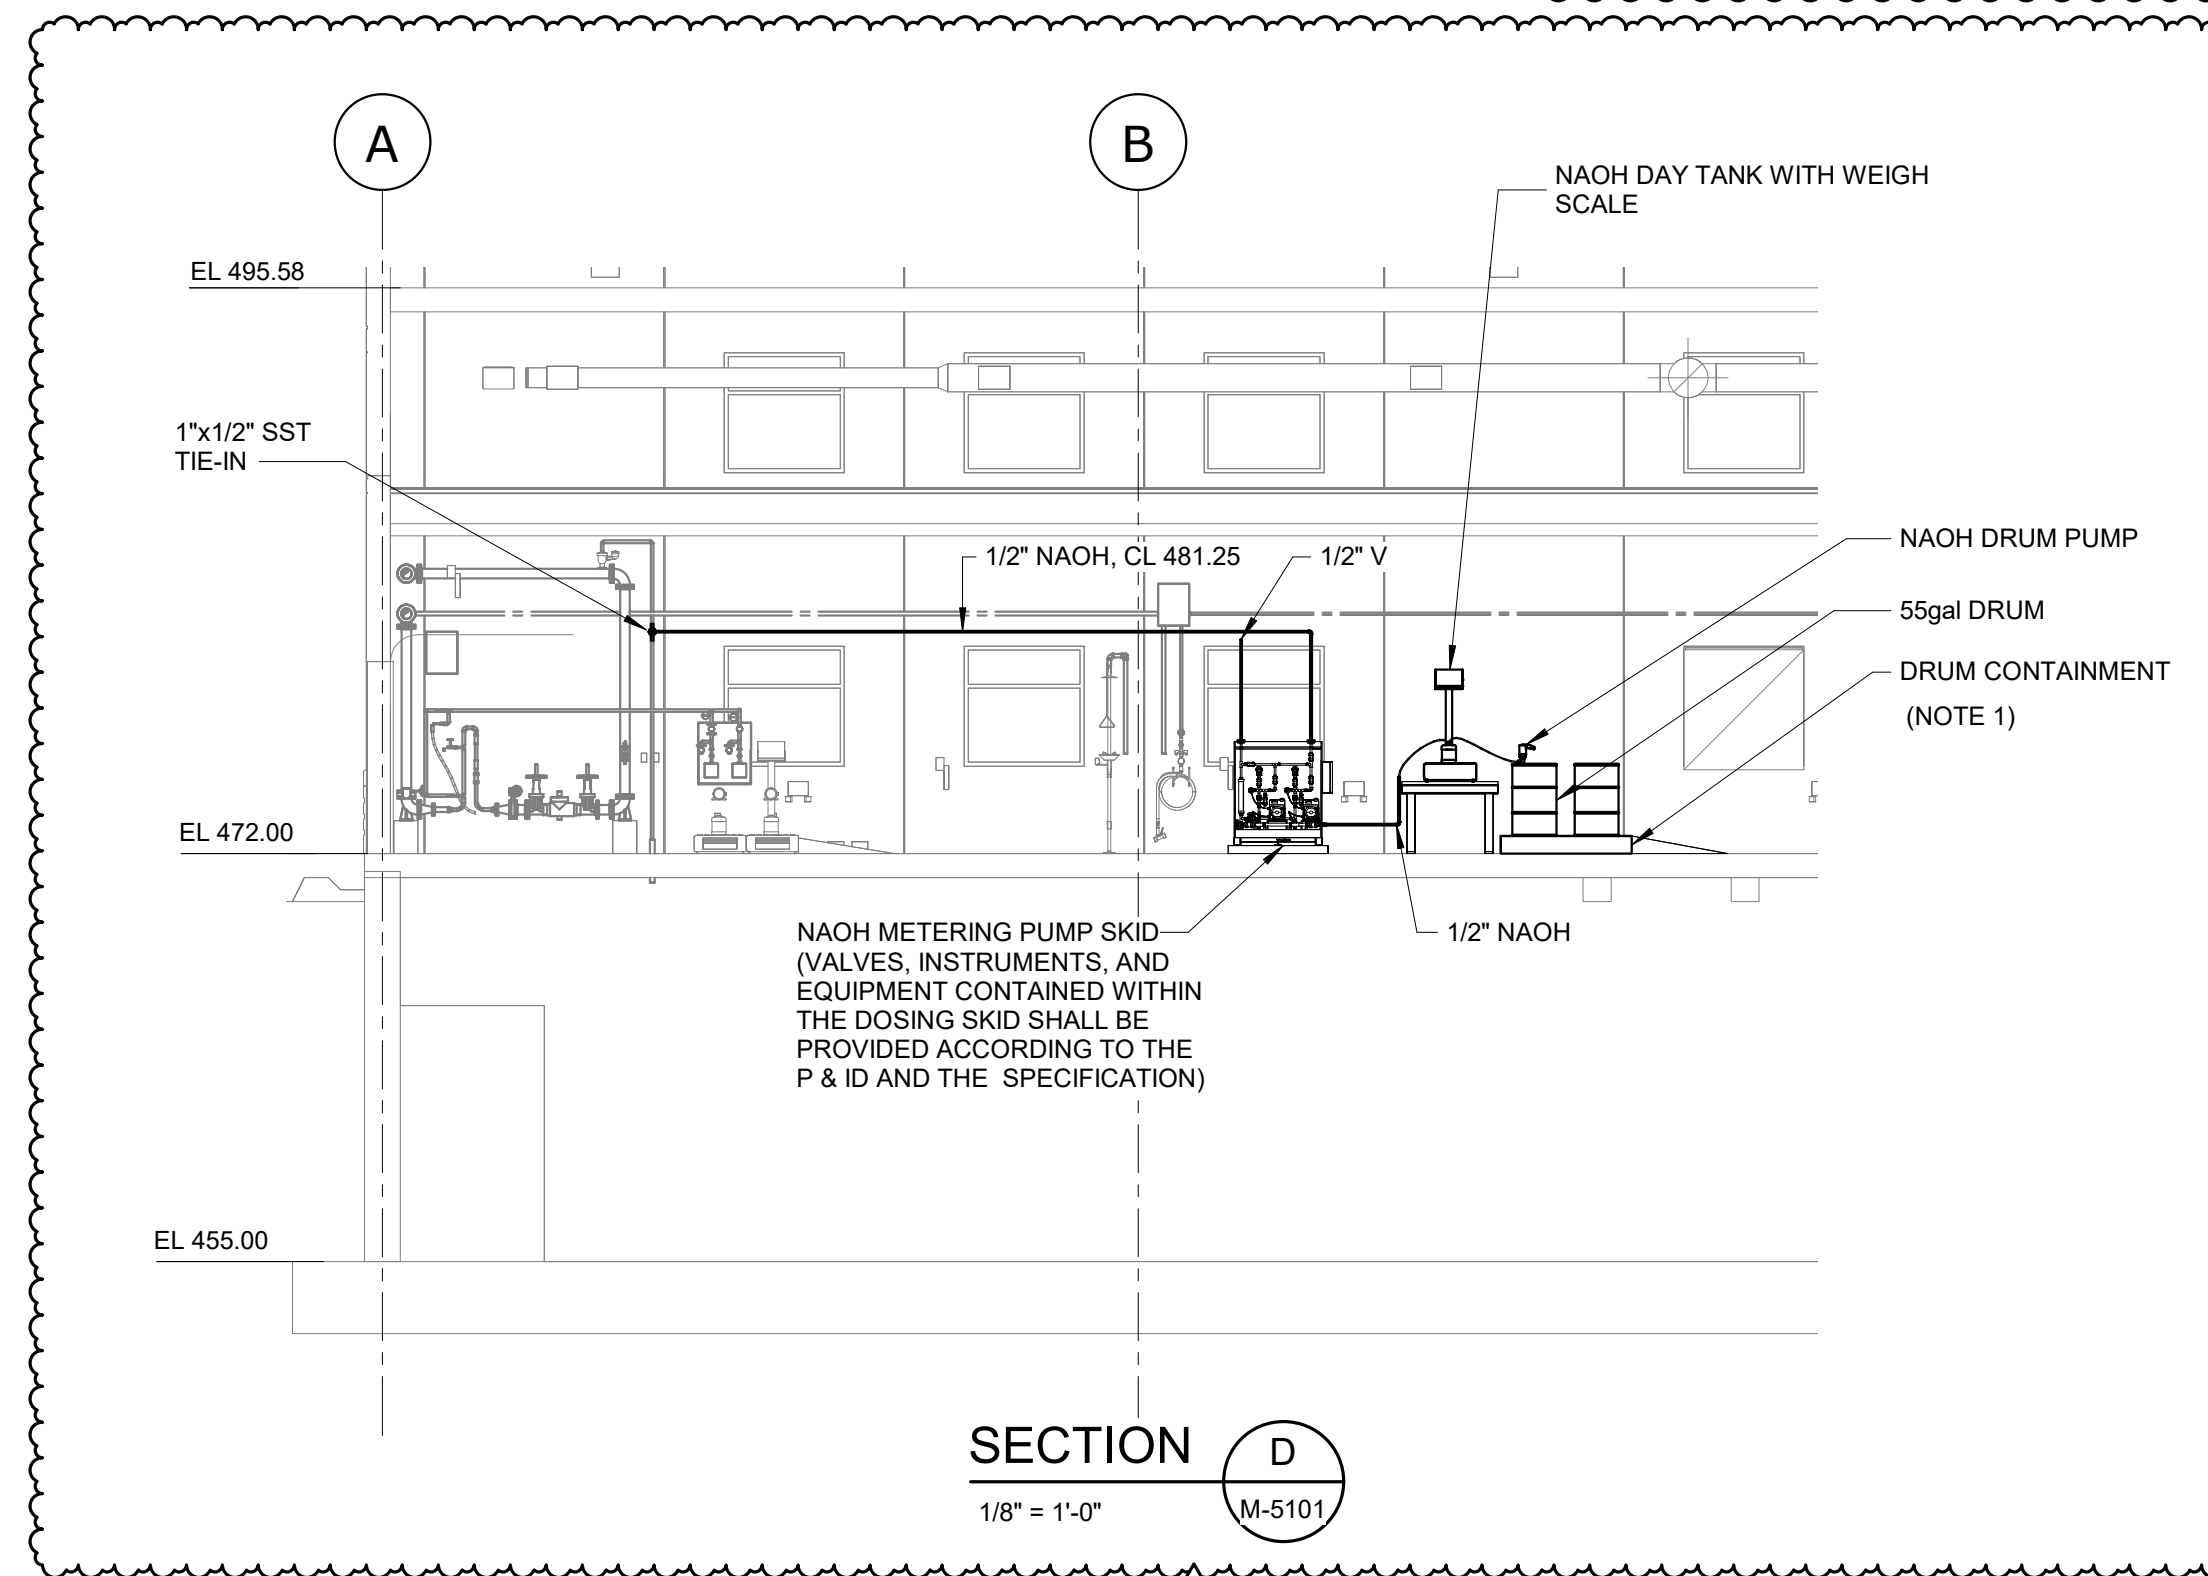 A
B
NAOH DAY TANK WITH WEIGH
SCALE
EL 495.58
1"x1/2" SST
TIE-IN
1/2" NAOH, CL 481.25
1/2" V
NAOH DRUM PUMP
55gal DRUM
DRUM CONTAINMENT
(NOTE 1)
EL 472.00
NAOH METERING PUMP SKID
(VALVES, INSTRUMENTS, AND
EQUIPMENT CONTAINED WITHIN
THE DOSING SKID SHALL BE
PROVIDED ACCORDING TO THE
P & ID AND THE  SPECIFICATION)
1/2" NAOH
EL 455.00
SECTION
D
1/8" = 1'-0"
M-5101